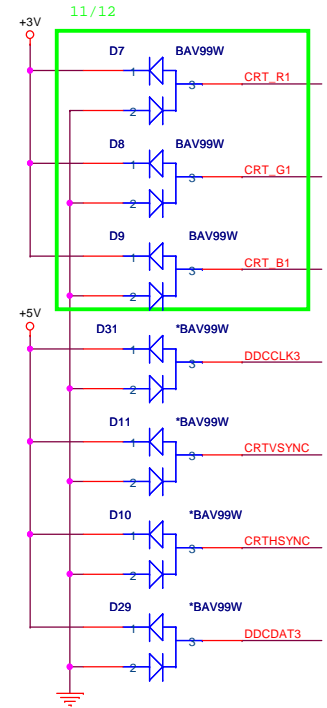 11/12
+3V
D7 BAV99W
1
3 CRT_R1
2
D8 BAV99W
1
3 CRT_G1
2
D9 BAV99W
1
3 CRT_B1
2
+5V
D31 *BAV99W
1
3 DDCCLK3
2
D11 *BAV99W
1
3 CRTVSYNC
2
D10 *BAV99W
1
3 CRTHSYNC
2
D29 *BAV99W
1
3 DDCDAT3
2